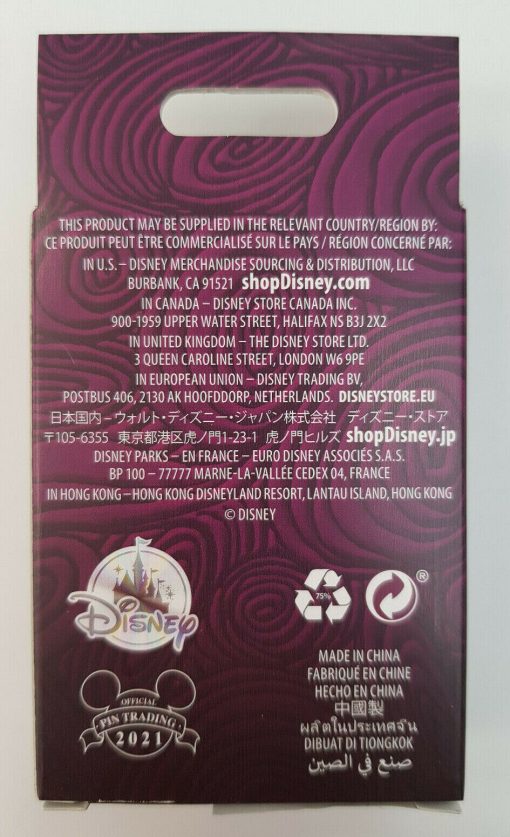 THIS PRODUCT MAY BE SUPPLIED IN THE RELEVANT COUNTRY/REGION BY:
CE PRODUIT PEUT ÊTRE COMMERCIALISÉ SUR LE PAYS / RÉGION CONCERNÉ PAR:
IN U.S. – DISNEY MERCHANDISE SOURCING & DISTRIBUTION, LLC
BURBANK, CA 91521 shopDisney.com
IN CANADA – DISNEY STORE CANADA INC.
900-1959 UPPER WATER STREET, HALIFAX NS B3J 2X2
IN UNITED KINGDOM – THE DISNEY STORE LTD.
3 QUEEN CAROLINE STREET, LONDON W6 9PE
IN EUROPEAN UNION – DISNEY TRADING BV,
POSTBUS 406, 2130 AK HOOFDDORP, NETHERLANDS. DISNEYSTORE.EU
日本国内 – ウォルト・ディズニー・ジャパン株式会社 ディズニー・ストア
〒105-6355 東京都港区虎ノ門1-23-1 虎ノ門ヒルズ shopDisney.jp
DISNEY PARKS – EN FRANCE – EURO DISNEY ASSOCIÉS S.A.S.
BP 100 – 77777 MARNE-LA-VALLÉE CEDEX 04, FRANCE
IN HONG KONG – HONG KONG DISNEYLAND RESORT, LANTAU ISLAND, HONG KONG
© DISNEY
DISNEY
75%
®
OFFICIAL
PIN TRADING
2021
MADE IN CHINA
FABRIQUÉ EN CHINE
HECHO EN CHINA
中國製
ผลิตในประเทศจีน
DIBUAT DI TIONGKOK
صنع في الصين